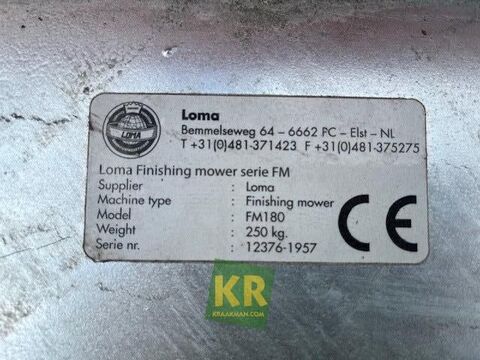 LOMA
Loma
Bemmelseweg 64 – 6662 PC – Elst – NL
T +31(0)481-371423 F +31(0)481-375275
Loma Finishing mower serie FM
Supplier : Loma
Machine type : Finishing mower
Model : FM180
Weight : 250 kg.
Serie nr. : 12376-1957
CE
KR
KRAAKMAN.COM